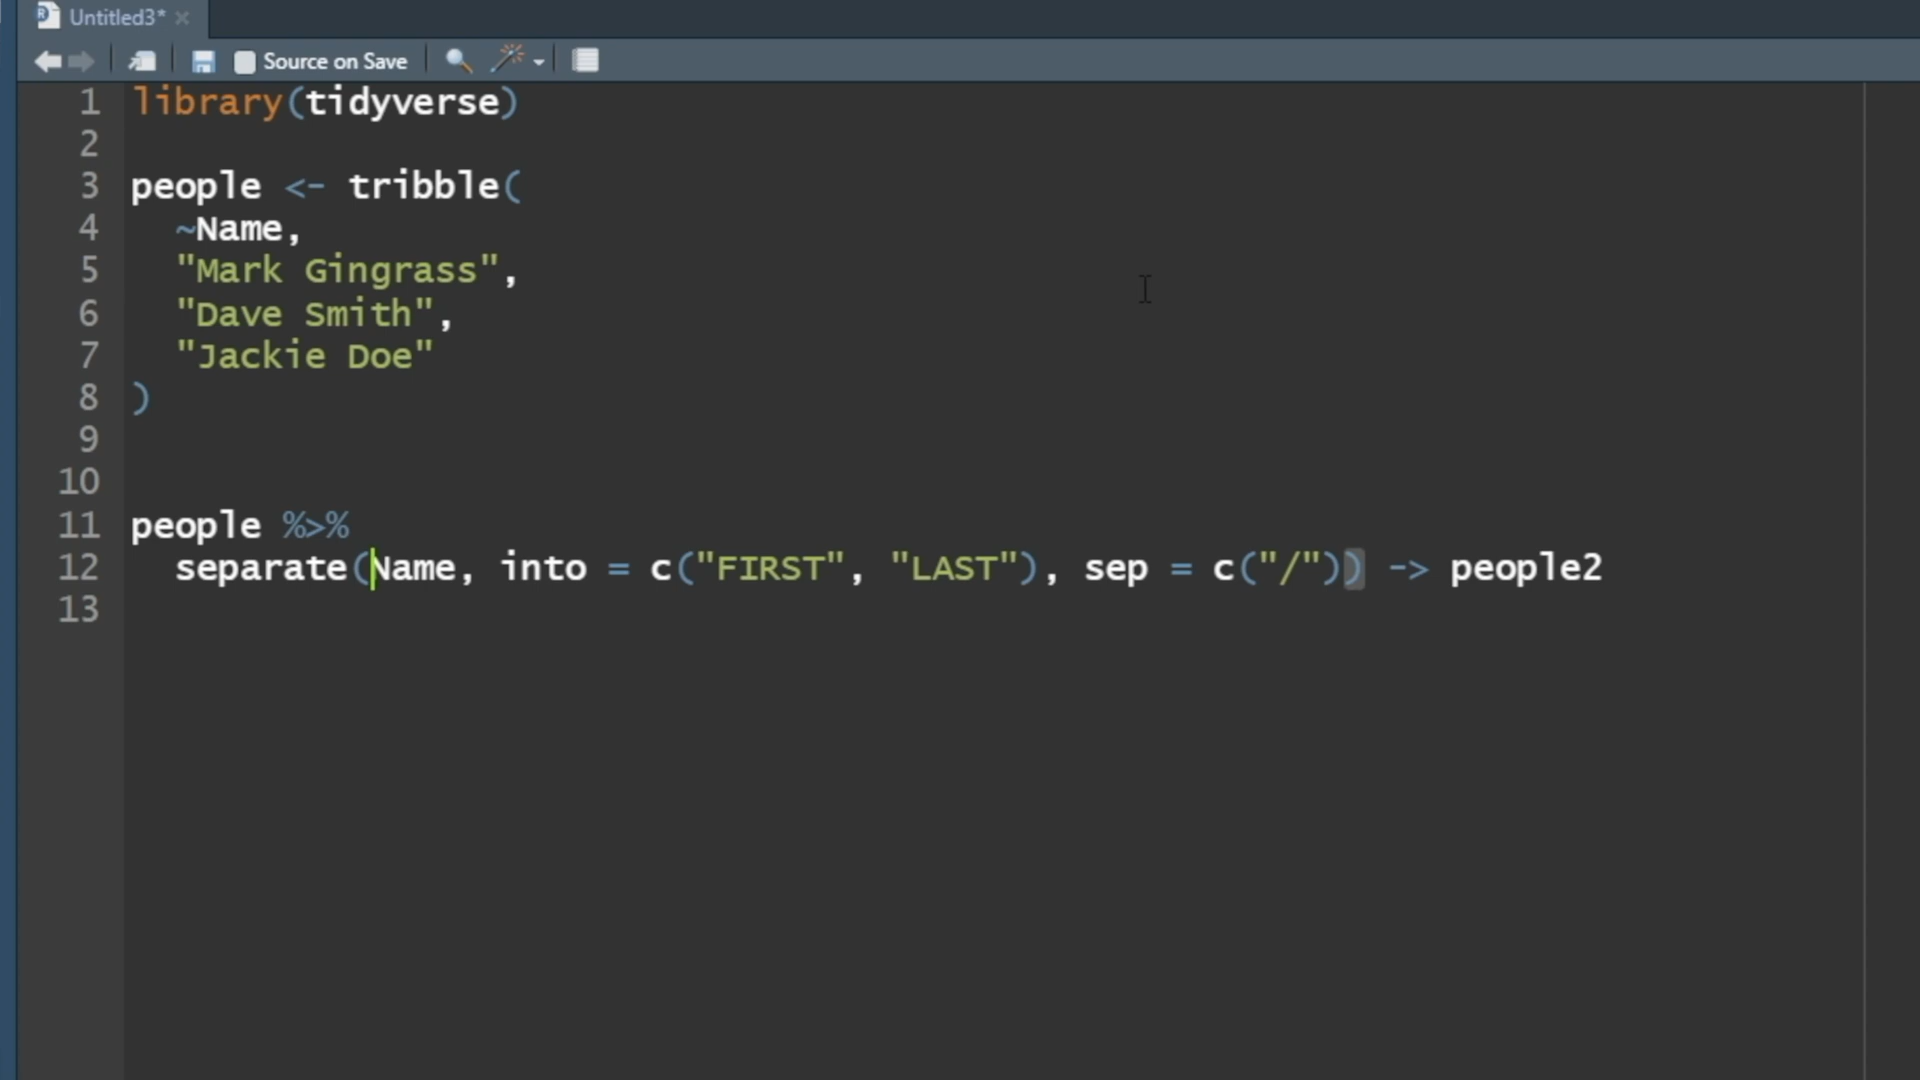 Untitled3*
Source on Save
1 library(tidyverse)
2
3 people <- tribble(
4 ~Name,
5 "Mark Gingrass",
6 "Dave Smith",
7 "Jackie Doe"
8 )
9
10
11 people %>%
12 separate(Name, into = c("FIRST", "LAST"), sep = c("/")) -> people2
13